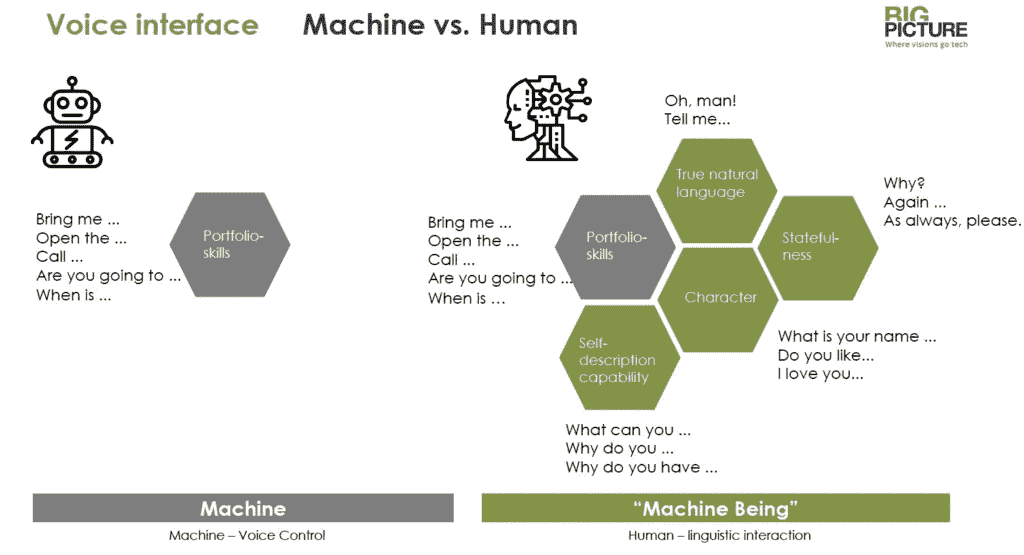 Voice interface Machine vs. Human
BIG
PICTURE
Where visions go tech
Bring me ...
Open the ...
Call ...
Are you going to ...
When is ...
Portfolio-
skills
Oh, man!
Tell me...
True natural
language
Why?
Again ...
As always, please.
Stateful-
ness
Bring me ...
Open the ...
Call ...
Are you going to ...
When is ...
Portfolio-
skills
Character
What is your name ...
Do you like...
I love you...
Self-
description
capability
What can you ...
Why do you ...
Why do you have ...
Machine
Machine – Voice Control
“Machine Being”
Human – linguistic interaction